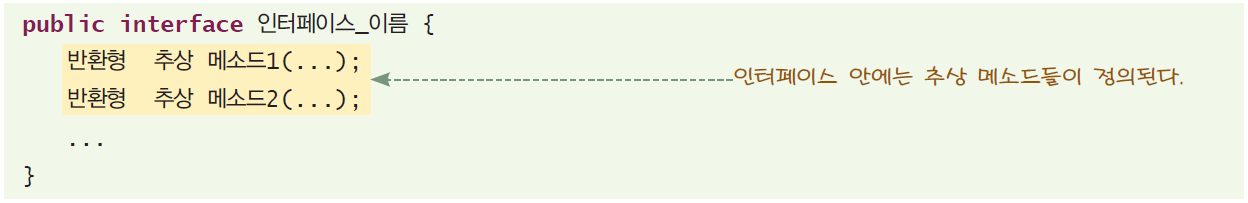 public interface 인터페이스_이름 {
반환형 추상 메소드1(...);
인터페이스 안에는 추상 메소드들이 정의된다.
반환형 추상 메소드2(...);
...
}